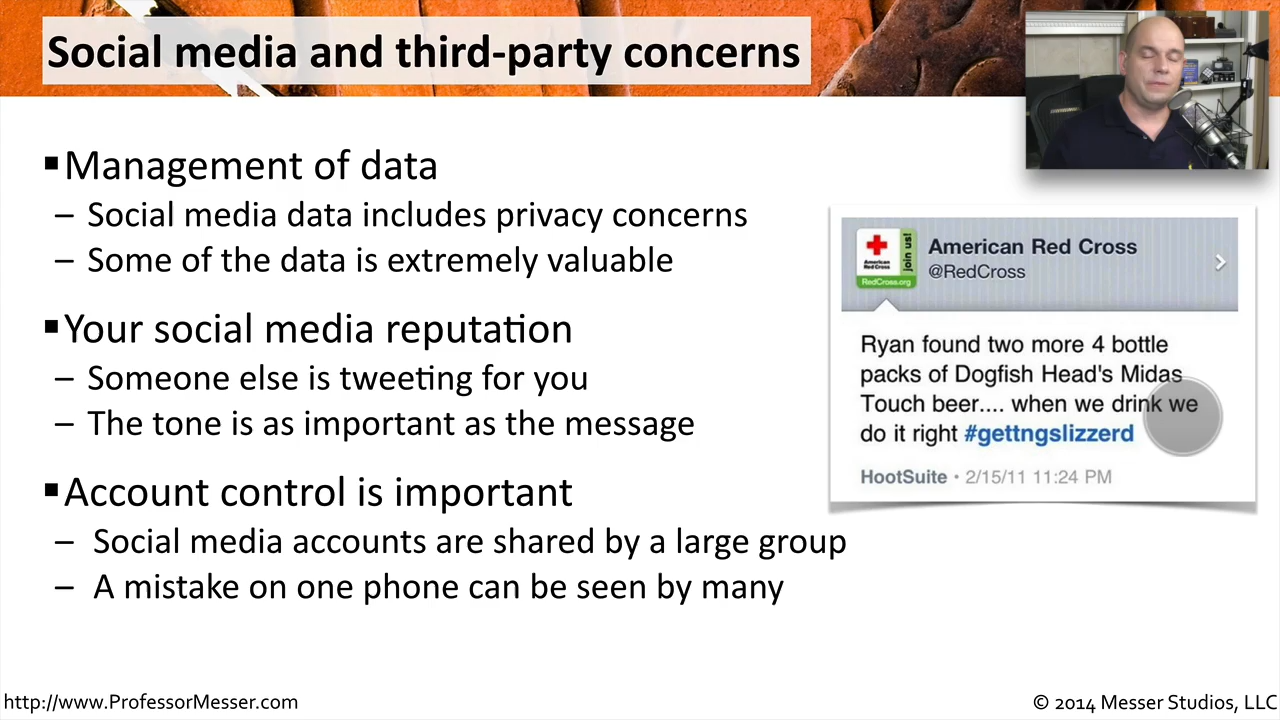 Social media and third-party concerns
▪Management of data
– Social media data includes privacy concerns
– Some of the data is extremely valuable
▪Your social media reputation
– Someone else is tweeting for you
– The tone is as important as the message
▪Account control is important
– Social media accounts are shared by a large group
– A mistake on one phone can be seen by many
American
Red Cross
join us!
RedCross.org
American Red Cross
@RedCross
Ryan found two more 4 bottle
packs of Dogfish Head's Midas
Touch beer.... when we drink we
do it right #gettngslizzerd
HootSuite • 2/15/11 11:24 PM
http://www.ProfessorMesser.com
© 2014 Messer Studios, LLC